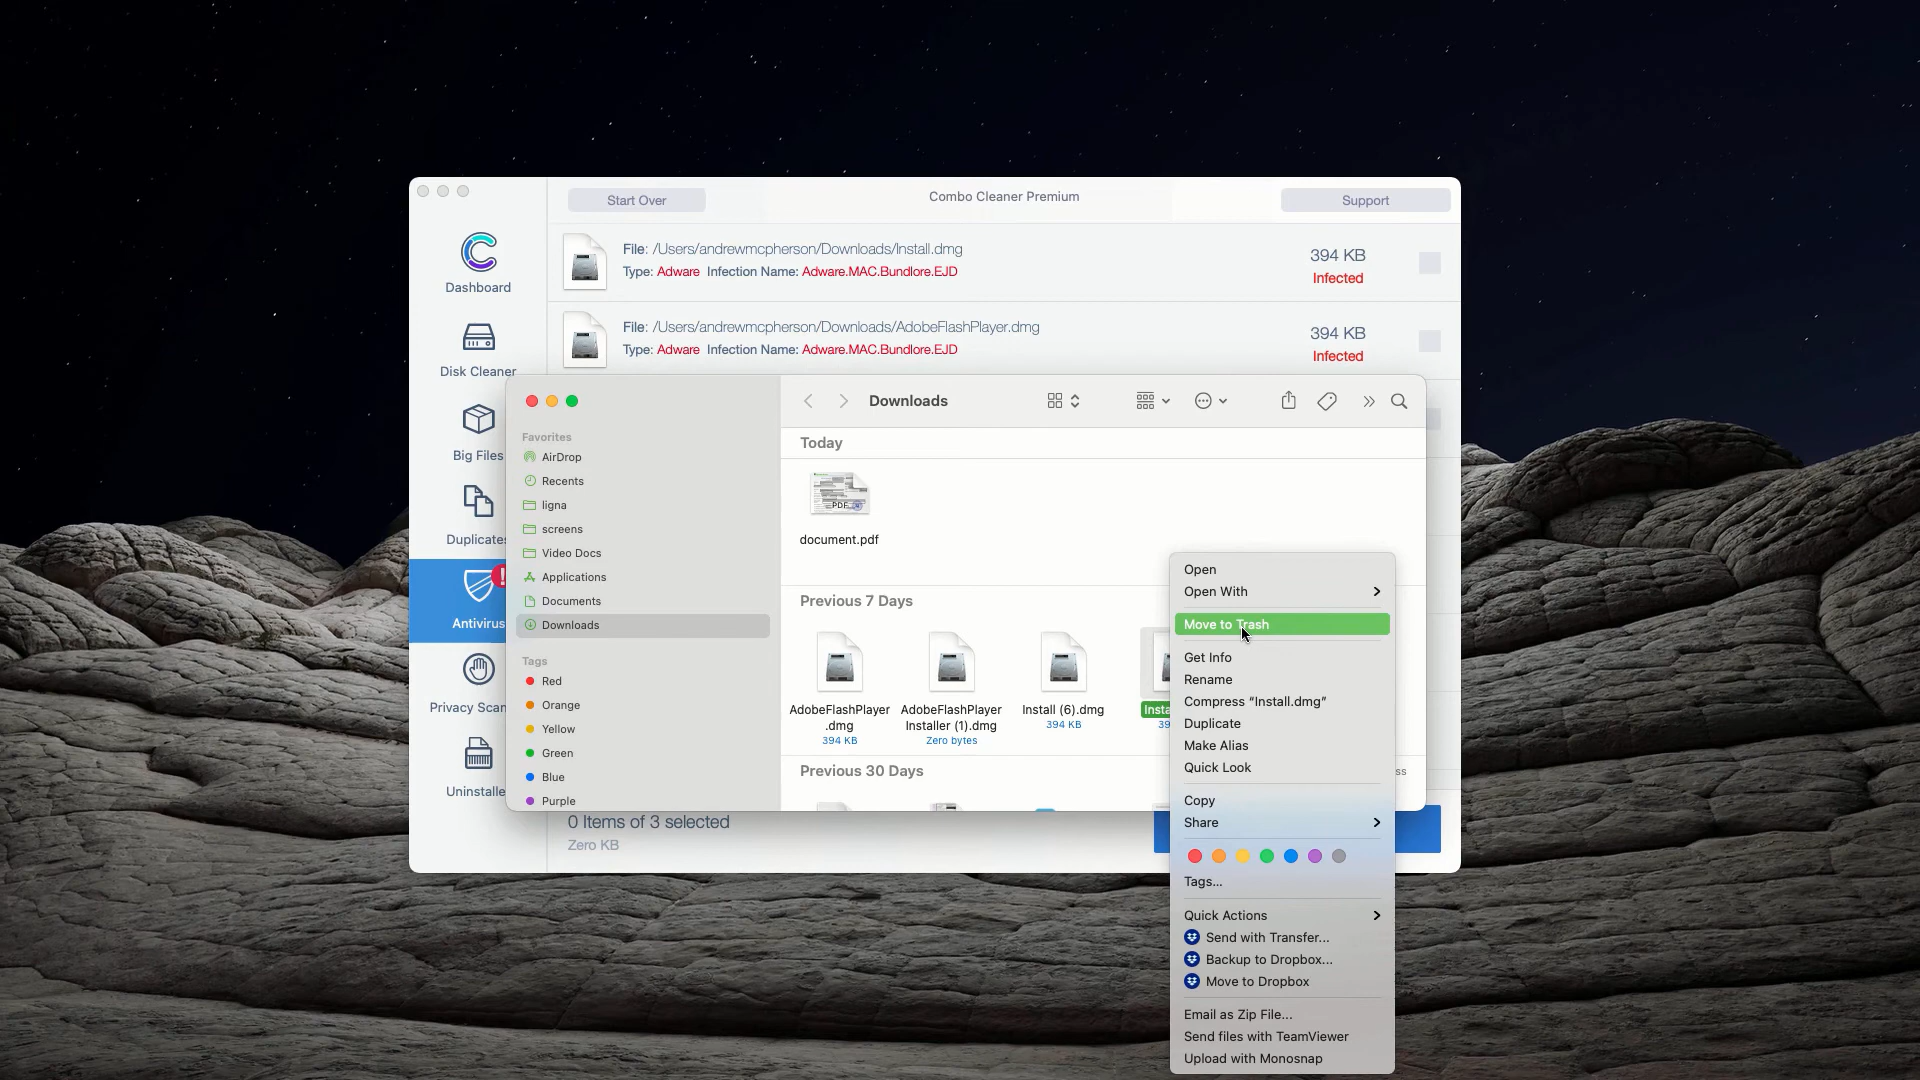 Start Over
Combo Cleaner Premium
Support
Dashboard
Disk Cleaner
Big Files
Duplicates
Antivirus
Privacy Scan
Uninstalle
File: /Users/andrewmcpherson/Downloads/Install.dmg
Type: Adware Infection Name: Adware.MAC.Bundlore.EJD
394 KB
Infected
File: /Users/andrewmcpherson/Downloads/AdobeFlashPlayer.dmg
Type: Adware Infection Name: Adware.MAC.Bundlore.EJD
394 KB
Infected
Favorites
AirDrop
Recents
ligna
screens
Video Docs
Applications
Documents
Downloads
Tags
Red
Orange
Yellow
Green
Blue
Purple
Downloads
Today
PDF
document.pdf
Previous 7 Days
AdobeFlashPlayer
.dmg
394 KB
AdobeFlashPlayer
Installer (1).dmg
Zero bytes
Install (6).dmg
394 KB
Insta
39
Previous 30 Days
ss
0 Items of 3 selected
Zero KB
Open
Open With
Move to Trash
Get Info
Rename
Compress “Install.dmg”
Duplicate
Make Alias
Quick Look
Copy
Share
Tags...
Quick Actions
Send with Transfer...
Backup to Dropbox...
Move to Dropbox
Email as Zip File...
Send files with TeamViewer
Upload with Monosnap